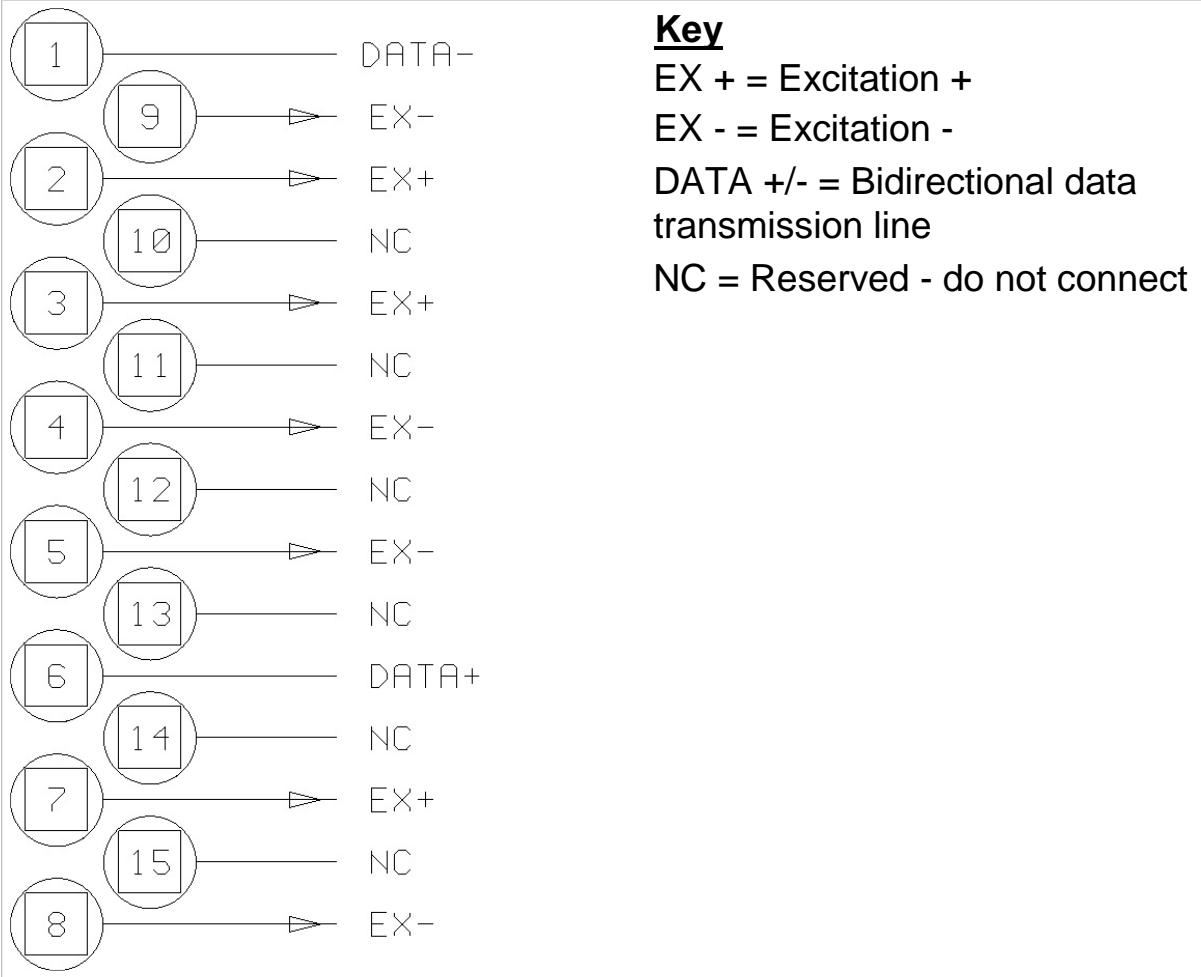 1 DATA-
9 EX-
2 EX+
10 NC
3 EX+
11 NC
4 EX-
12 NC
5 EX-
13 NC
6 DATA+
14 NC
7 EX+
15 NC
8 EX-
Key
EX + = Excitation +
EX - = Excitation -
DATA +/- = Bidirectional data
transmission line
NC = Reserved - do not connect